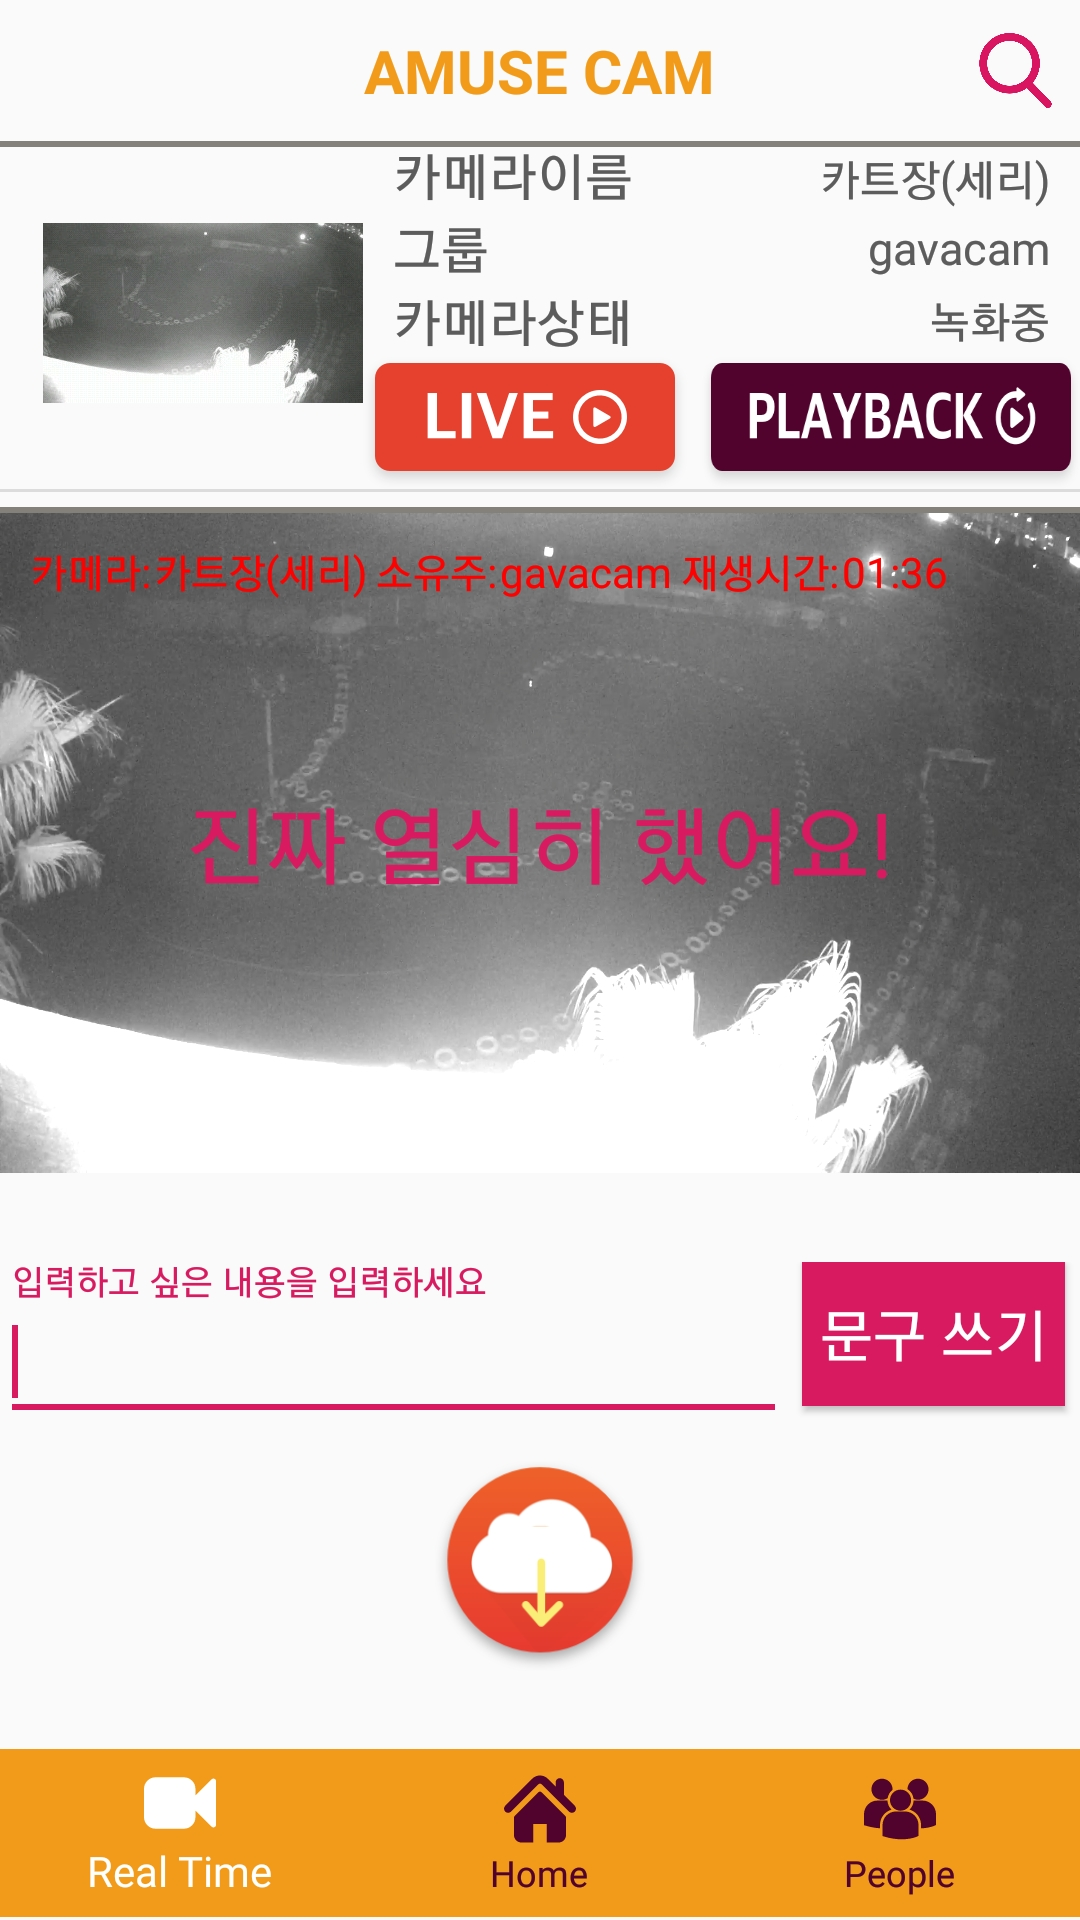 AMUSE CAM
카메라이름 카트장(세리)
그룹 gavacam
카메라상태 녹화중
LIVE PLAYBACK
카메라:카트장(세리) 소유주:gavacam 재생시간:01:36
진짜 열심히 했어요!
입력하고 싶은 내용을 입력하세요
문구 쓰기
Real Time Home People